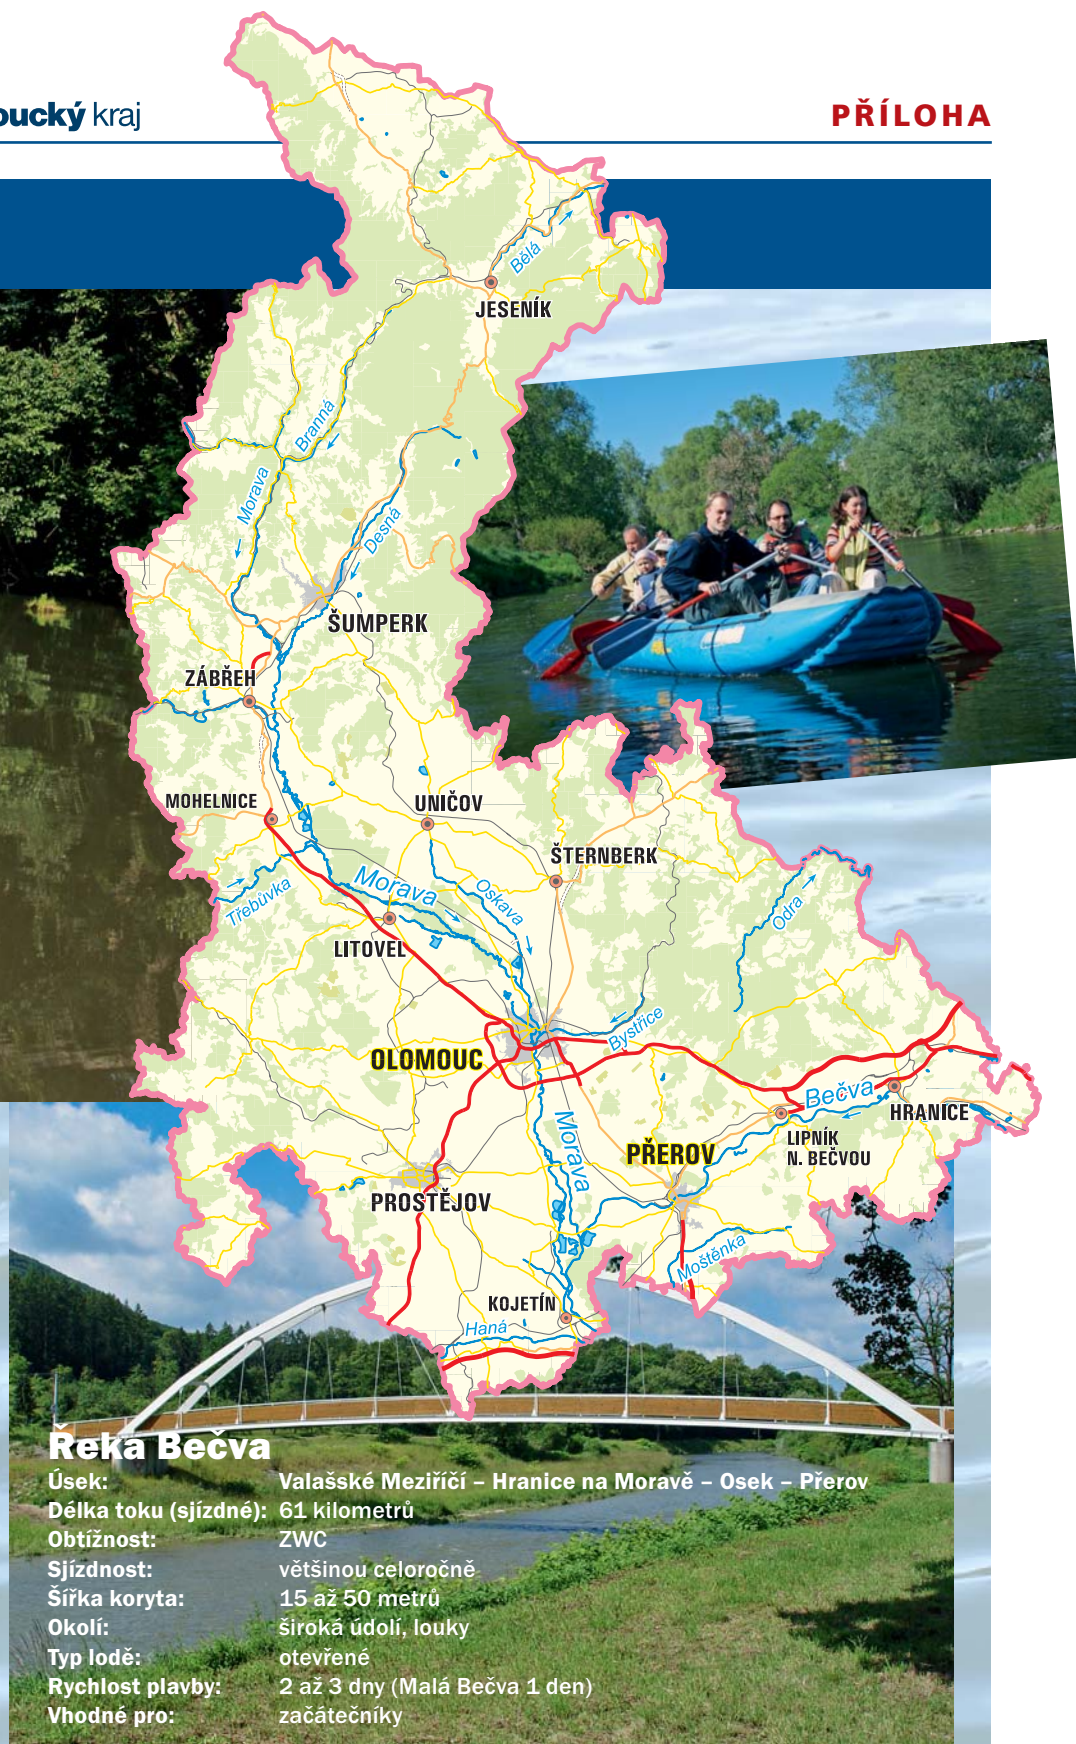 oucký kraj
PŘÍLOHA
Bělá
JESENÍK
Branná
Morava
Desná
ŠUMPERK
ZÁBŘEH
MOHELNICE
UNIČOV
ŠTERNBERK
Třebůvka
Morava
Oskava
Odra
LITOVEL
Bystřice
OLOMOUC
Bečva
HRANICE
Morava
PŘEROV
LIPNÍK
N. BEČVOU
PROSTĚJOV
Moštěnka
KOJETÍN
Haná
Řeka Bečva
Úsek: Valašské Meziříčí – Hranice na Moravě – Osek – Přerov
Délka toku (sjízdné): 61 kilometrů
Obtížnost: ZWC
Sjízdnost: většinou celoročně
Šířka koryta: 15 až 50 metrů
Okolí: široká údolí, louky
Typ lodě: otevřené
Rychlost plavby: 2 až 3 dny (Malá Bečva 1 den)
Vhodné pro: začátečníky